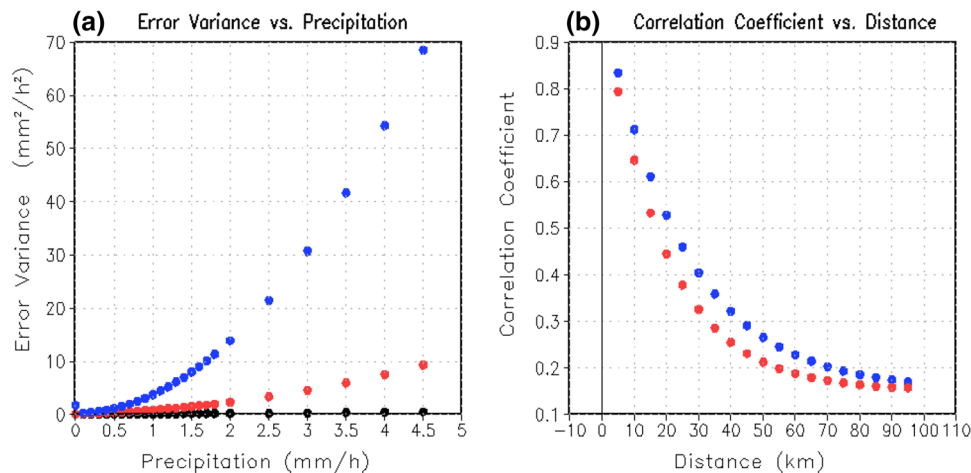 (a) Error Variance vs. Precipitation
70
60
50
40
30
20
10
0
0 0.5 1 1.5 2 2.5 3 3.5 4 4.5 5
Error Variance (mm²/h²)
Precipitation (mm/h)
(b) Correlation Coefficient vs. Distance
0.9
0.8
0.7
0.6
0.5
0.4
0.3
0.2
0.1
-10 0 10 20 30 40 50 60 70 80 90 100 110
Correlation Coefficient
Distance (km)